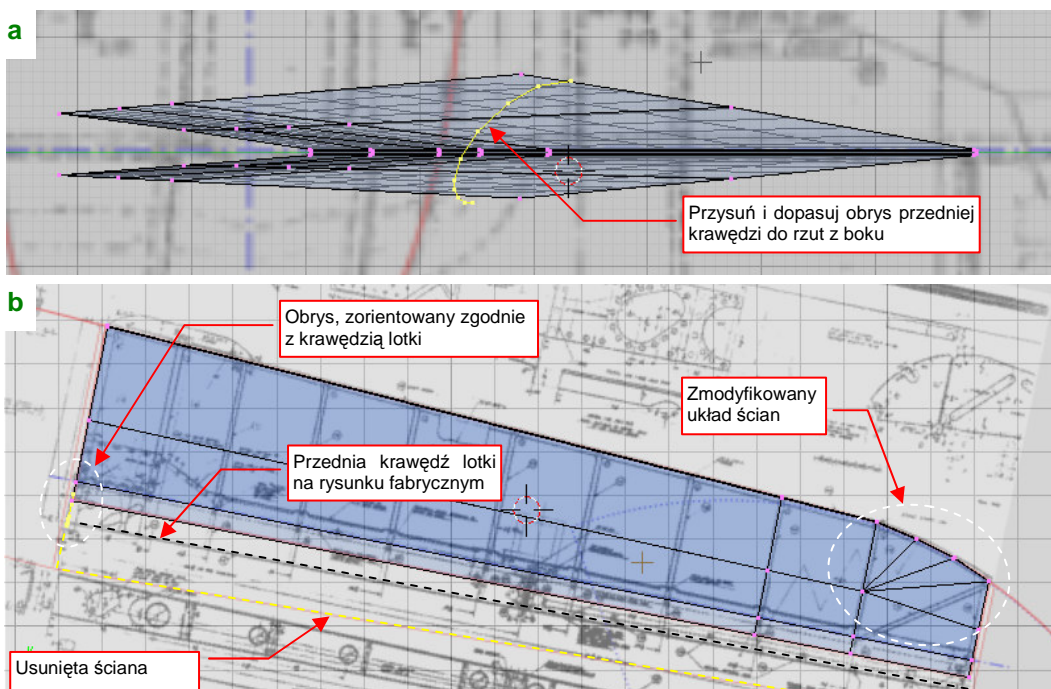 a
Przysuń i dopasuj obrys przedniej
krawędzi do rzut z boku
b
Obrys, zorientowany zgodnie
z krawędzią lotki
Zmodyfikowany
układ ścian
Przednia krawędź lotki
na rysunku fabrycznym
Usunięta ściana